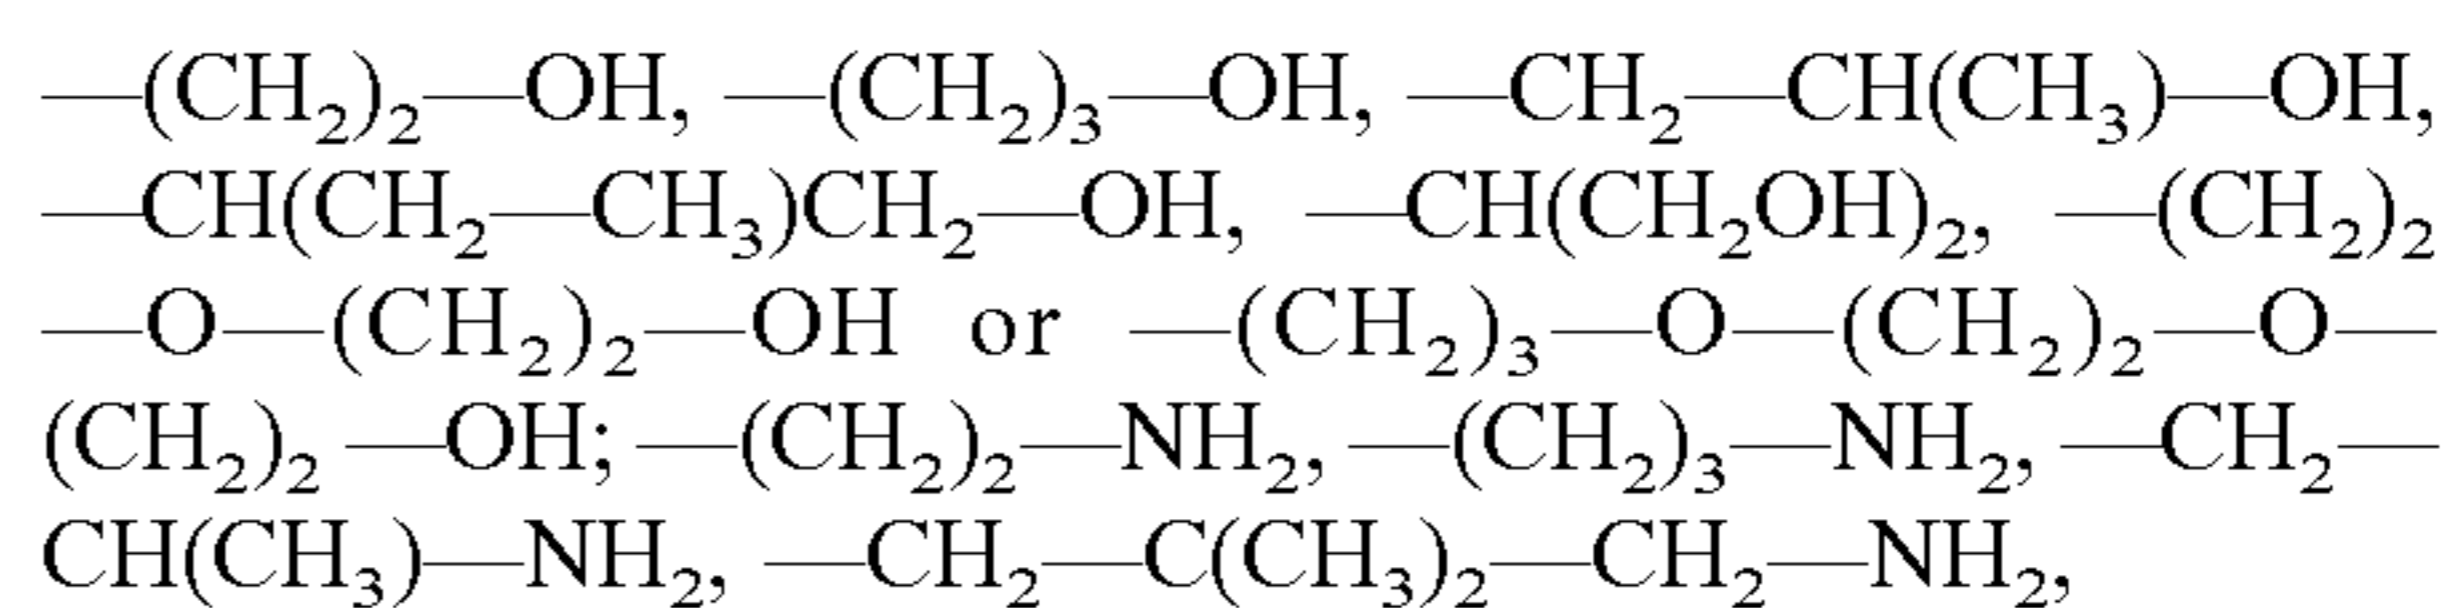 —(CH₂)₂—OH, —(CH₂)₃—OH, —CH₂—CH(CH₃)—OH,
—CH(CH₂—CH₃)CH₂—OH, —CH(CH₂OH)₂, —(CH₂)₂
—O—(CH₂)₂—OH or —(CH₂)₃—O—(CH₂)₂—O—
(CH₂)₂—OH; —(CH₂)₂—NH₂, —(CH₂)₃—NH₂, —CH₂—
CH(CH₃)—NH₂, —CH₂—C(CH₃)₂—CH₂—NH₂,